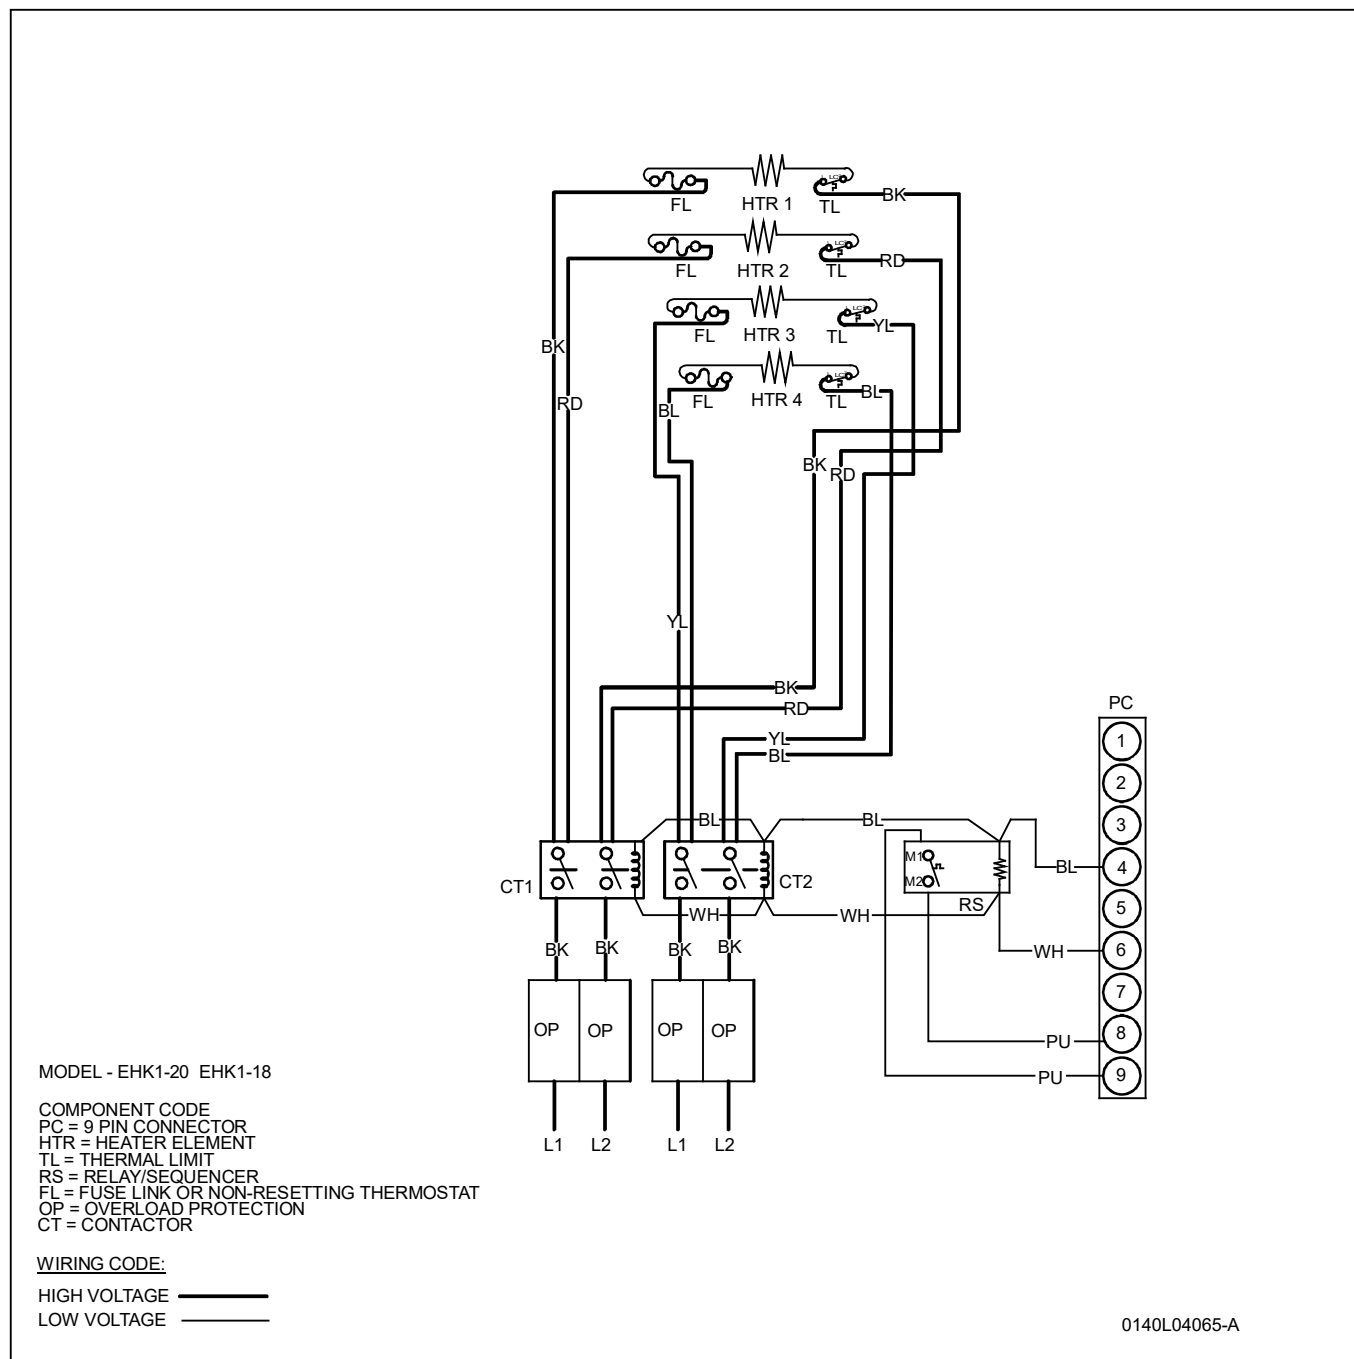 FL
HTR 1
TL
BK
FL
HTR 2
TL
RD
FL
HTR 3
TL
YL
FL
HTR 4
TL
BL
BK
RD
BL
BK
RD
YL
BK
RD
YL
BL
PC
1
2
3
4
5
6
7
8
9
BL
BL
BL
M1
M2
RS
CT1
CT2
WH
WH
WH
BK
BK
BK
BK
OP
OP
OP
OP
PU
PU
L1
L2
L1
L2
MODEL - EHK1-20 EHK1-18
COMPONENT CODE
PC = 9 PIN CONNECTOR
HTR = HEATER ELEMENT
TL = THERMAL LIMIT
RS = RELAY/SEQUENCER
FL = FUSE LINK OR NON-RESETTING THERMOSTAT
OP = OVERLOAD PROTECTION
CT = CONTACTOR
WIRING CODE:
HIGH VOLTAGE
LOW VOLTAGE
0140L04065-A